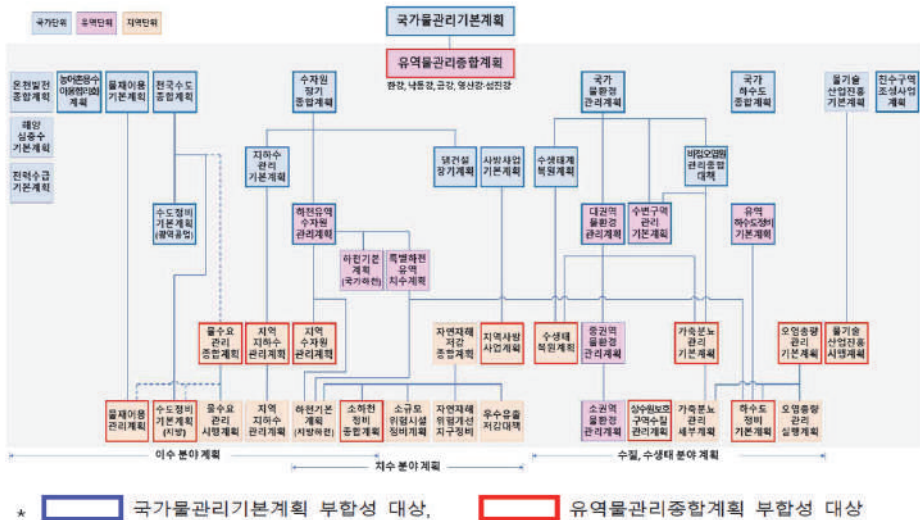 국가단위
유역단위
지역단위
국가물관리기본계획
유역물관리종합계획
한강, 낙동강, 금강, 영산강·섬진강
온천발전
종합계획
농어촌용수
이용합리화
계획
물재이용
기본계획
전국수도
종합계획
수자원
장기
종합계획
국가
물환경
관리계획
국가
하수도
종합계획
물기술
산업진흥
기본계획
친수구역
조성사업
계획
해양
심층수
기본계획
전력수급
기본계획
지하수
관리
기본계획
댐건설
장기계획
사방사업
기본계획
수생태계
복원계획
비점오염원
관리종합
대책
수도정비
기본계획
(광역공업)
하천유역
수자원
관리계획
하천기본
계획
(국가하천)
특별하천
유역
치수계획
대권역
물환경
관리계획
수변구역
관리
기본계획
유역
하수도정비
기본계획
물수요
관리
종합계획
지역
지하수
관리계획
지역
수자원
관리계획
자연재해
저감
종합계획
지역사방
사업계획
수생태
복원계획
중권역
물환경
관리계획
가축분뇨
관리
기본계획
오염총량
관리
기본계획
물기술
산업진흥
시행계획
물재이용
관리계획
수도정비
기본계획
(지방)
물수요
관리
시행계획
지역
지하수
관리계획
하천기본
계획
(지방하천)
소하천
정비
종합계획
소규모
위험시설
정비계획
자연재해
위험개선
지구정비
우수유출
저감대책
소권역
물환경
관리계획
상수원보호
구역수질
관리계획
가축분뇨
관리
세부계획
하수도
정비
기본계획
오염총량
관리
실행계획
이수 분야 계획
치수 분야 계획
수질, 수생태 분야 계획
* 국가물관리기본계획 부합성 대상, 유역물관리종합계획 부합성 대상